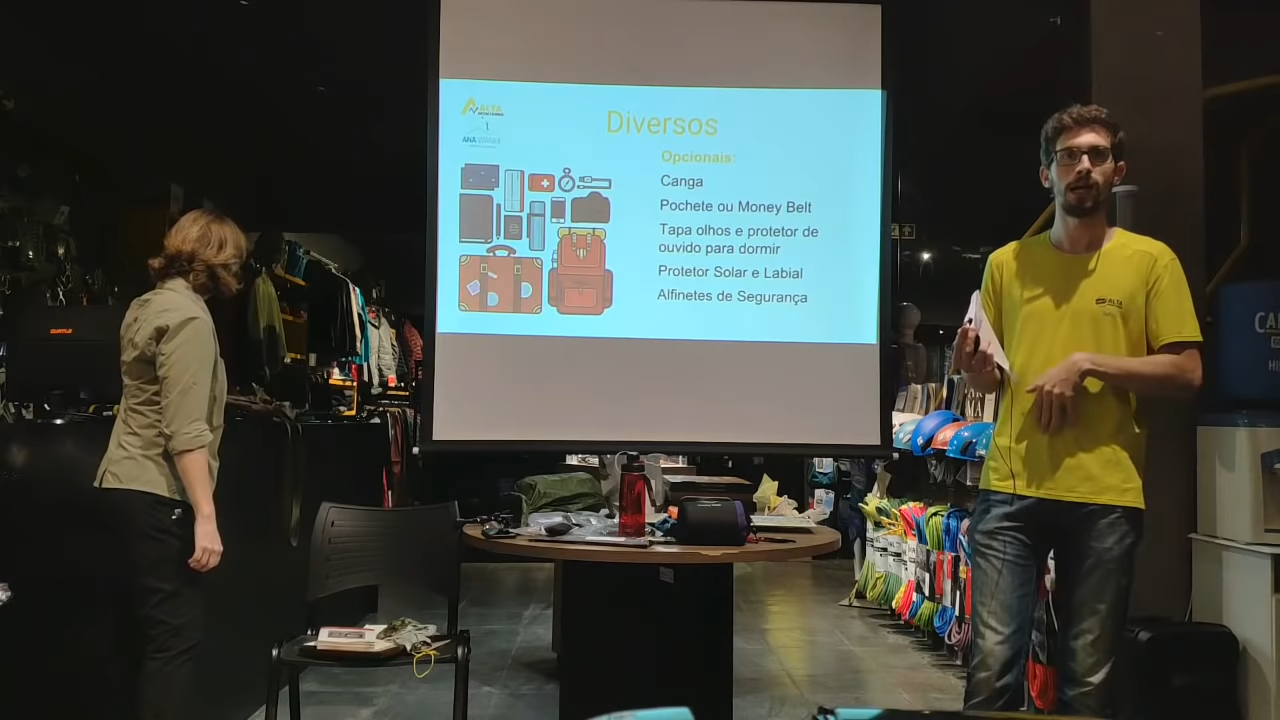 ALTA
Diversos
Opcionais:
Canga
Pochete ou Money Belt
Tapa olhos e protetor de
ouvido para dormir
Protetor Solar e Labial
Alfinetes de Segurança
ALTA